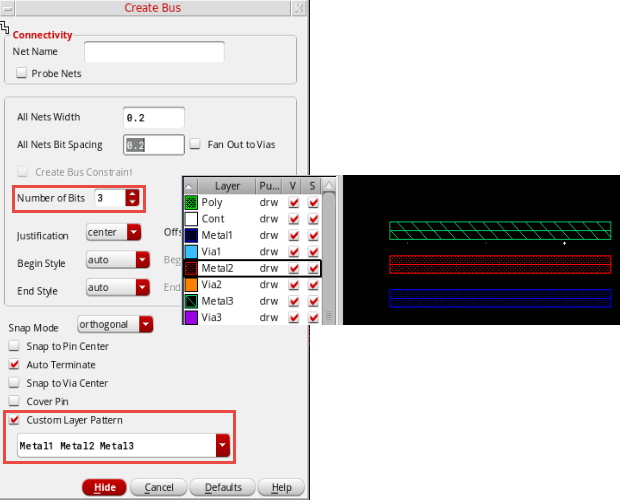 Create Bus
Connectivity
Net Name
Probe Nets
All Nets Width 0.2
All Nets Bit Spacing 0.2 Fan Out to Vias
Create Bus Constraint
Number of Bits 3
Justification center Offs
Begin Style auto Beg
End Style auto End
Layer Pu... V S
Poly drw
Cont drw
Metal1 drw
Via1 drw
Metal2 drw
Via2 drw
Metal3 drw
Via3 drw
Snap Mode orthogonal
Snap to Pin Center
Auto Terminate
Snap to Via Center
Cover Pin
Custom Layer Pattern
Metal1 Metal2 Metal3
Hide Cancel Defaults Help